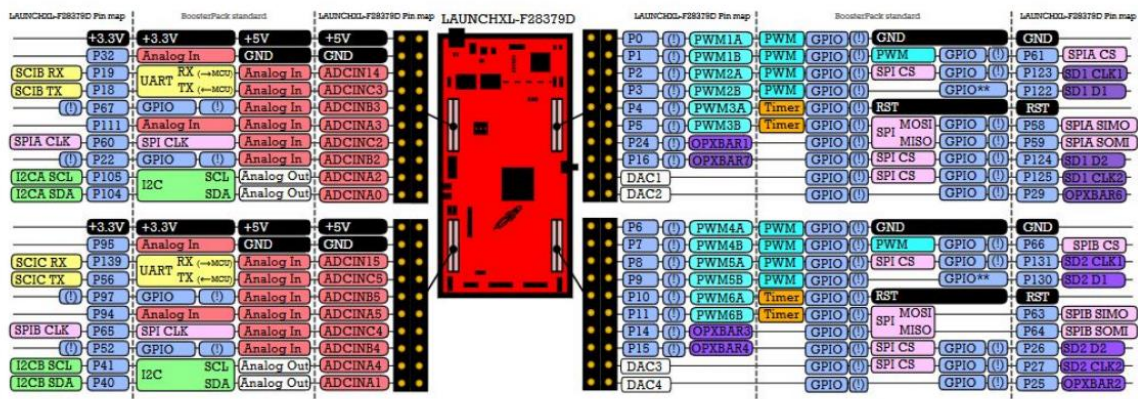 LAUNCHXL-F28379D Pin map BoosterPack standard LAUNCHXL-F28379D Pin map
+3.3V +3.3V +5V +5V
P32 Analog In GND GND
SCIB RX P19 UART RX (→MCU) Analog In ADCIN14
SCIB TX P18 TX (←MCU) Analog In ADCINC3
(!) P67 GPIO (!) Analog In ADCINB3
P111 Analog In Analog In ADCINA3
SPIA CLK P60 SPI CLK Analog In ADCINC2
(!) P22 GPIO (!) Analog In ADCINB2
I2CA SCL P105 I2C SCL Analog Out ADCINA2
I2CA SDA P104 SDA Analog Out ADCINA0
+3.3V +3.3V +5V +5V
P95 Analog In GND GND
SCIC RX P139 UART RX (→MCU) Analog In ADCIN15
SCIC TX P56 TX (←MCU) Analog In ADCINC5
(!) P97 GPIO (!) Analog In ADCINB5
P94 Analog In Analog In ADCINA5
SPIB CLK P65 SPI CLK Analog In ADCINC4
(!) P52 GPIO (!) Analog In ADCINB4
I2CB SCL P41 I2C SCL Analog Out ADCINA4
I2CB SDA P40 SDA Analog Out ADCINA1
LAUNCHXL-F28379D
LAUNCHXL-F28379D Pin map BoosterPack standard LAUNCHXL-F28379D Pin map
P0 (!) PWM1A PWM GPIO (!) GND GND
P1 (!) PWM1B PWM GPIO (!) PWM GPIO (!) P61 SPIA CS
P2 (!) PWM2A PWM GPIO (!) SPI CS GPIO (!) P123 SD1 CLK1
P3 (!) PWM2B PWM GPIO (!) GPIO** P122 SD1 D1
P4 (!) PWM3A Timer GPIO (!) RST RST
P5 (!) PWM3B Timer GPIO (!) SPI MOSI GPIO (!) P58 SPIA SIMO
P24 (!) OPXBAR1 GPIO (!) MISO GPIO (!) P59 SPIA SOMI
P16 (!) OPXBAR7 GPIO (!) SPI CS GPIO (!) P124 SD1 D2
DAC1 GPIO (!) SPI CS GPIO (!) P125 SD1 CLK2
DAC2 GPIO (!) GPIO (!) P29 OPXBAR6
P6 (!) PWM4A PWM GPIO (!) GND GND
P7 (!) PWM4B PWM GPIO (!) PWM GPIO (!) P66 SPIB CS
P8 (!) PWM5A PWM GPIO (!) SPI CS GPIO (!) P131 SD2 CLK1
P9 (!) PWM5B PWM GPIO (!) GPIO** P130 SD2 D1
P10 (!) PWM6A Timer GPIO (!) RST RST
P11 (!) PWM6B Timer GPIO (!) SPI MOSI GPIO (!) P63 SPIB SIMO
P14 (!) OPXBAR3 GPIO (!) MISO GPIO (!) P64 SPIB SOMI
P15 (!) OPXBAR4 GPIO (!) SPI CS GPIO (!) P26 SD2 D2
DAC3 GPIO (!) SPI CS GPIO (!) P27 SD2 CLK2
DAC4 GPIO (!) GPIO (!) P25 OPXBAR2